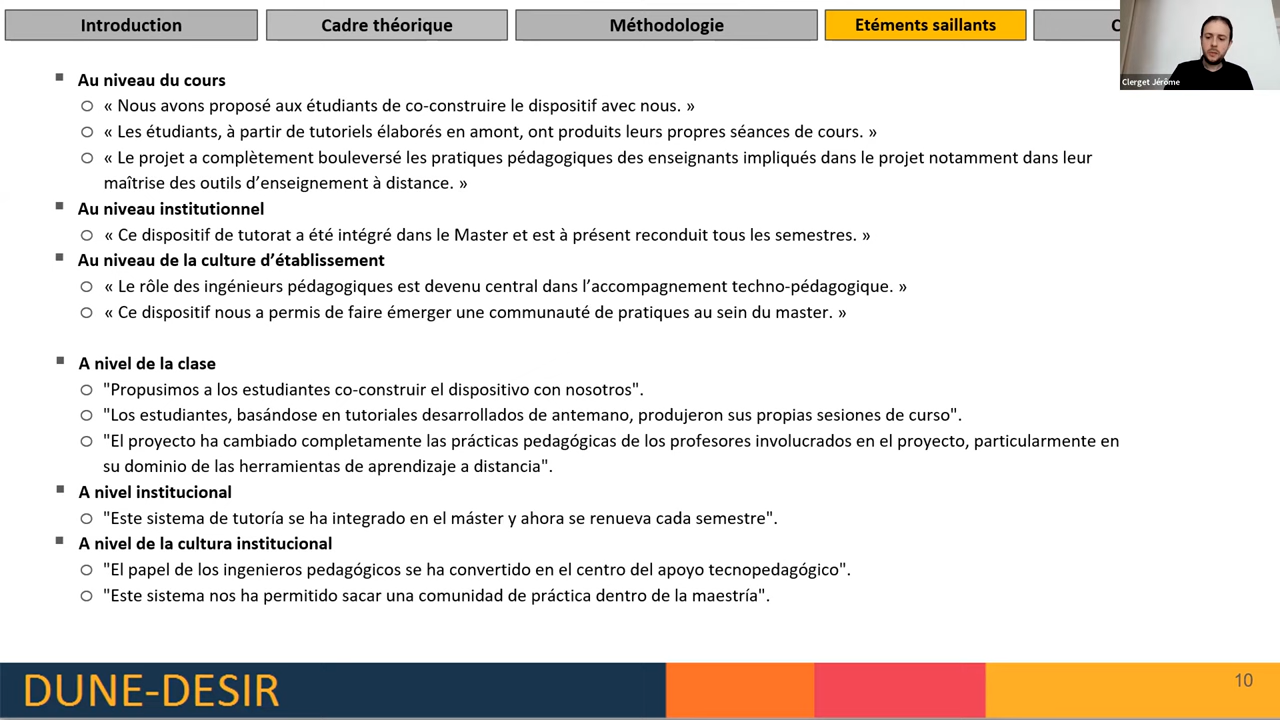 Introduction
Cadre théorique
Méthodologie
Etéments saillants
C
Clerget Jérôme
Au niveau du cours
« Nous avons proposé aux étudiants de co-construire le dispositif avec nous. »
« Les étudiants, à partir de tutoriels élaborés en amont, ont produits leurs propres séances de cours. »
« Le projet a complètement bouleversé les pratiques pédagogiques des enseignants impliqués dans le projet notamment dans leur
maîtrise des outils d’enseignement à distance. »
Au niveau institutionnel
« Ce dispositif de tutorat a été intégré dans le Master et est à présent reconduit tous les semestres. »
Au niveau de la culture d’établissement
« Le rôle des ingénieurs pédagogiques est devenu central dans l’accompagnement techno-pédagogique. »
« Ce dispositif nous a permis de faire émerger une communauté de pratiques au sein du master. »
A nivel de la clase
"Propusimos a los estudiantes co-construir el dispositivo con nosotros".
"Los estudiantes, basándose en tutoriales desarrollados de antemano, produjeron sus propias sesiones de curso".
"El proyecto ha cambiado completamente las prácticas pedagógicas de los profesores involucrados en el proyecto, particularmente en
su dominio de las herramientas de aprendizaje a distancia".
A nivel institucional
"Este sistema de tutoría se ha integrado en el máster y ahora se renueva cada semestre".
A nivel de la cultura institucional
"El papel de los ingenieros pedagógicos se ha convertido en el centro del apoyo tecnopedagógico".
"Este sistema nos ha permitido sacar una comunidad de práctica dentro de la maestría".
DUNE-DESIR
10